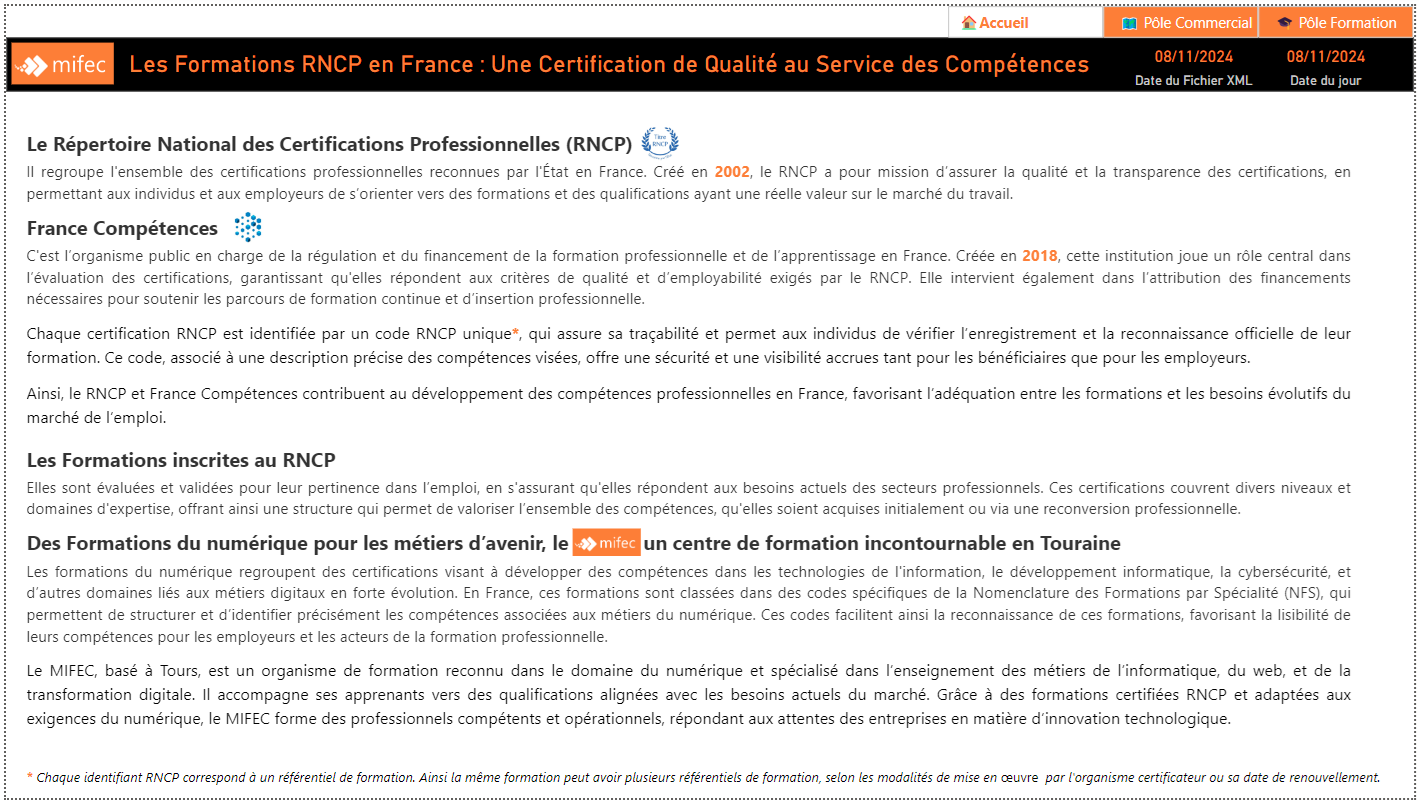 Accueil
Pôle Commercial
Pôle Formation
mifec
Les Formations RNCP en France : Une Certification de Qualité au Service des Compétences
08/11/2024
08/11/2024
Date du Fichier XML
Date du jour
Le Répertoire National des Certifications Professionnelles (RNCP)
Titre
RNCP
Il regroupe l'ensemble des certifications professionnelles reconnues par l'État en France. Créé en 2002, le RNCP a pour mission d'assurer la qualité et la transparence des certifications, en
permettant aux individus et aux employeurs de s’orienter vers des formations et des qualifications ayant une réelle valeur sur le marché du travail.
France Compétences
C'est l’organisme public en charge de la régulation et du financement de la formation professionnelle et de l’apprentissage en France. Créée en 2018, cette institution joue un rôle central dans
l’évaluation des certifications, garantissant qu'elles répondent aux critères de qualité et d’employabilité exigés par le RNCP. Elle intervient également dans l’attribution des financements
nécessaires pour soutenir les parcours de formation continue et d’insertion professionnelle.
Chaque certification RNCP est identifiée par un code RNCP unique*, qui assure sa traçabilité et permet aux individus de vérifier l’enregistrement et la reconnaissance officielle de leur
formation. Ce code, associé à une description précise des compétences visées, offre une sécurité et une visibilité accrues tant pour les bénéficiaires que pour les employeurs.
Ainsi, le RNCP et France Compétences contribuent au développement des compétences professionnelles en France, favorisant l’adéquation entre les formations et les besoins évolutifs du
marché de l’emploi.
Les Formations inscrites au RNCP
Elles sont évaluées et validées pour leur pertinence dans l’emploi, en s'assurant qu'elles répondent aux besoins actuels des secteurs professionnels. Ces certifications couvrent divers niveaux et
domaines d'expertise, offrant ainsi une structure qui permet de valoriser l’ensemble des compétences, qu'elles soient acquises initialement ou via une reconversion professionnelle.
Des Formations du numérique pour les métiers d’avenir, le mifec un centre de formation incontournable en Touraine
Les formations du numérique regroupent des certifications visant à développer des compétences dans les technologies de l'information, le développement informatique, la cybersécurité, et
d’autres domaines liés aux métiers digitaux en forte évolution. En France, ces formations sont classées dans des codes spécifiques de la Nomenclature des Formations par Spécialité (NFS), qui
permettent de structurer et d’identifier précisément les compétences associées aux métiers du numérique. Ces codes facilitent ainsi la reconnaissance de ces formations, favorisant la lisibilité de
leurs compétences pour les employeurs et les acteurs de la formation professionnelle.
Le MIFEC, basé à Tours, est un organisme de formation reconnu dans le domaine du numérique et spécialisé dans l’enseignement des métiers de l’informatique, du web, et de la
transformation digitale. Il accompagne ses apprenants vers des qualifications alignées avec les besoins actuels du marché. Grâce à des formations certifiées RNCP et adaptées aux
exigences du numérique, le MIFEC forme des professionnels compétents et opérationnels, répondant aux attentes des entreprises en matière d’innovation technologique.
* Chaque identifiant RNCP correspond à un référentiel de formation. Ainsi la même formation peut avoir plusieurs référentiels de formation, selon les modalités de mise en œuvre par l'organisme certificateur ou sa date de renouvellement.